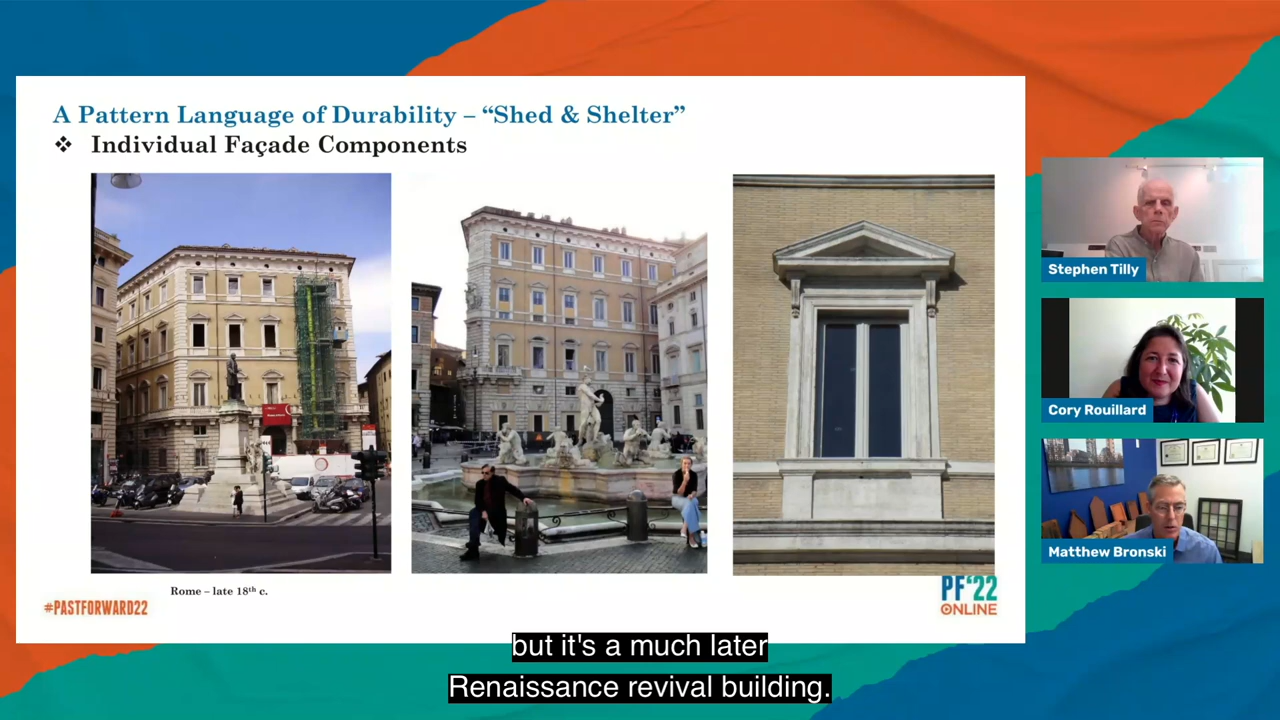 A Pattern Language of Durability – “Shed & Shelter”
❖ Individual Façade Components
Rome – late 18th c.
#PASTFORWARD22
PF‘22
ONLINE
Stephen Tilly
Cory Rouillard
Matthew Bronski
but it's a much later
Renaissance revival building.